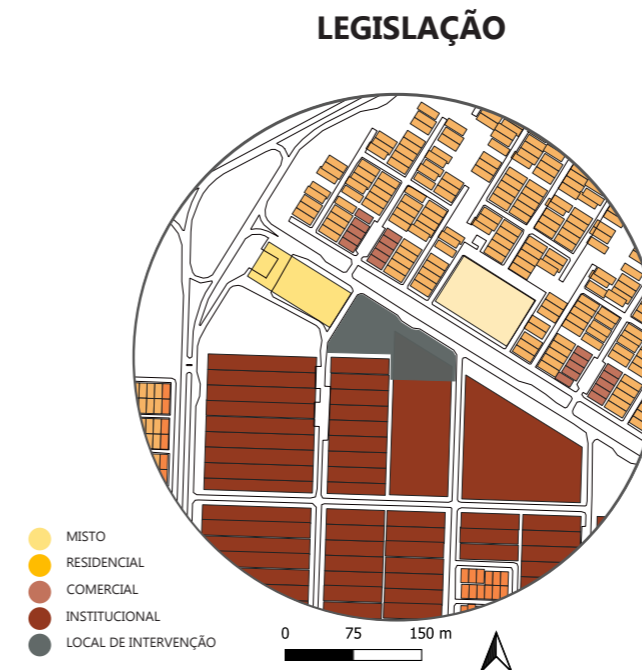 LEGISLAÇÃO
MISTO
RESIDENCIAL
COMERCIAL
INSTITUCIONAL
LOCAL DE INTERVENÇÃO
0 75 150 m